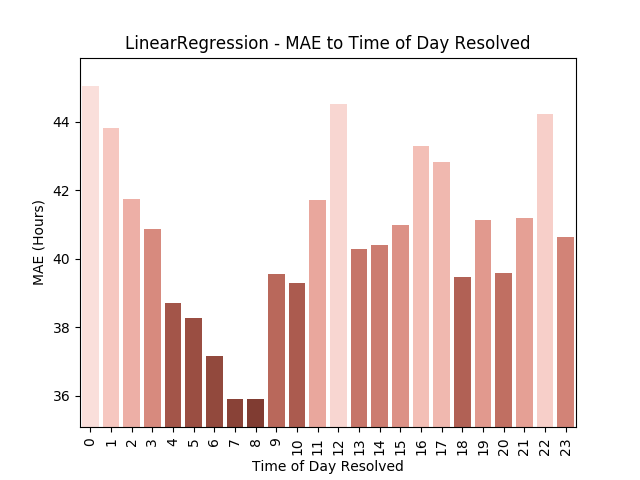 LinearRegression - MAE to Time of Day Resolved
MAE (Hours)
44
42
40
38
36
0 1 2 3 4 5 6 7 8 9 10 11 12 13 14 15 16 17 18 19 20 21 22 23
Time of Day Resolved